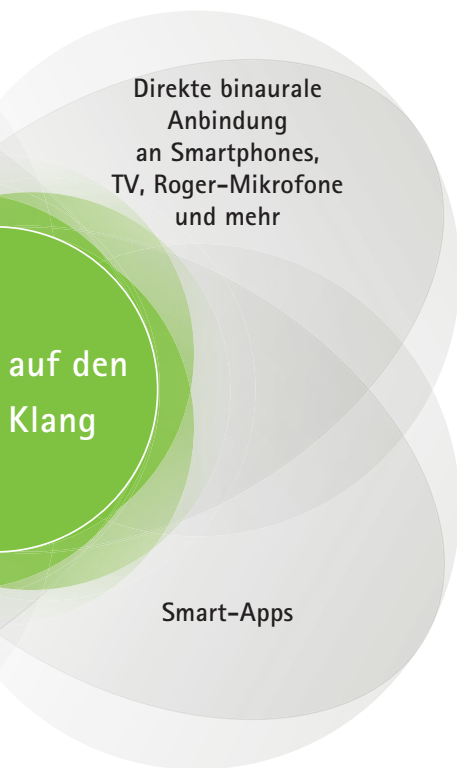 Direkte binaurale
Anbindung
an Smartphones,
TV, Roger-Mikrofone
und mehr
auf den
Klang
Smart-Apps